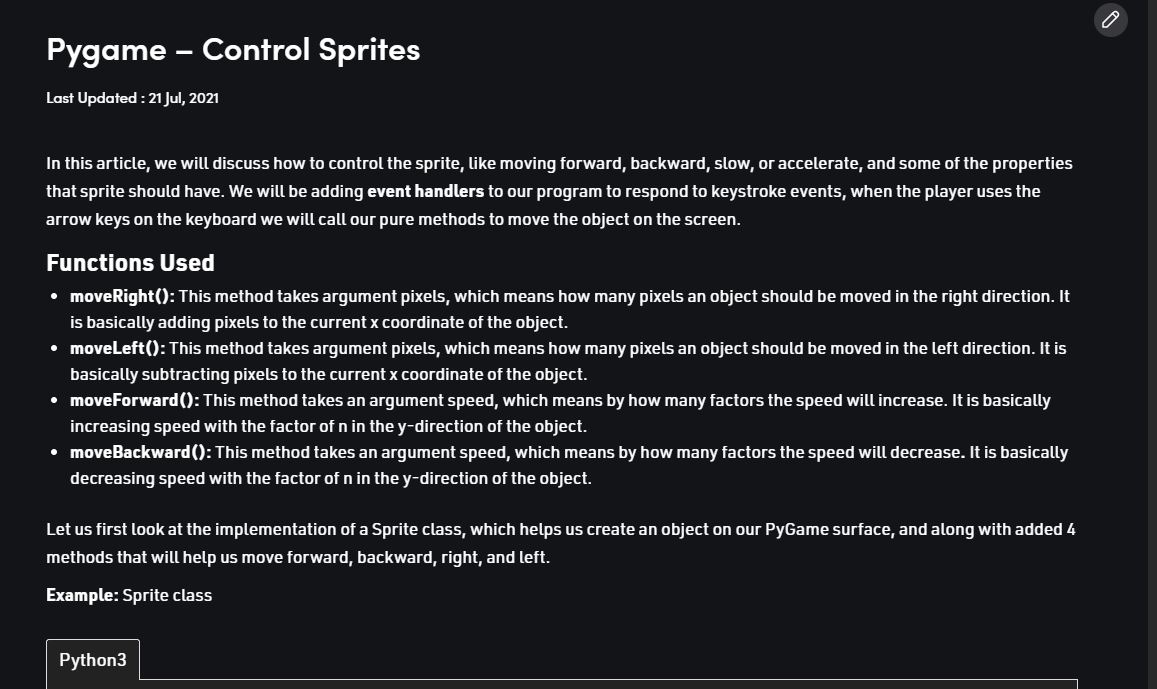 Pygame – Control Sprites
Last Updated : 21 Jul, 2021
In this article, we will discuss how to control the sprite, like moving forward, backward, slow, or accelerate, and some of the properties
that sprite should have. We will be adding event handlers to our program to respond to keystroke events, when the player uses the
arrow keys on the keyboard we will call our pure methods to move the object on the screen.
Functions Used
• moveRight(): This method takes argument pixels, which means how many pixels an object should be moved in the right direction. It
is basically adding pixels to the current x coordinate of the object.
• moveLeft(): This method takes argument pixels, which means how many pixels an object should be moved in the left direction. It is
basically subtracting pixels to the current x coordinate of the object.
• moveForward(): This method takes an argument speed, which means by how many factors the speed will increase. It is basically
increasing speed with the factor of n in the y-direction of the object.
• moveBackward(): This method takes an argument speed, which means by how many factors the speed will decrease. It is basically
decreasing speed with the factor of n in the y-direction of the object.
Let us first look at the implementation of a Sprite class, which helps us create an object on our PyGame surface, and along with added 4
methods that will help us move forward, backward, right, and left.
Example: Sprite class
Python3